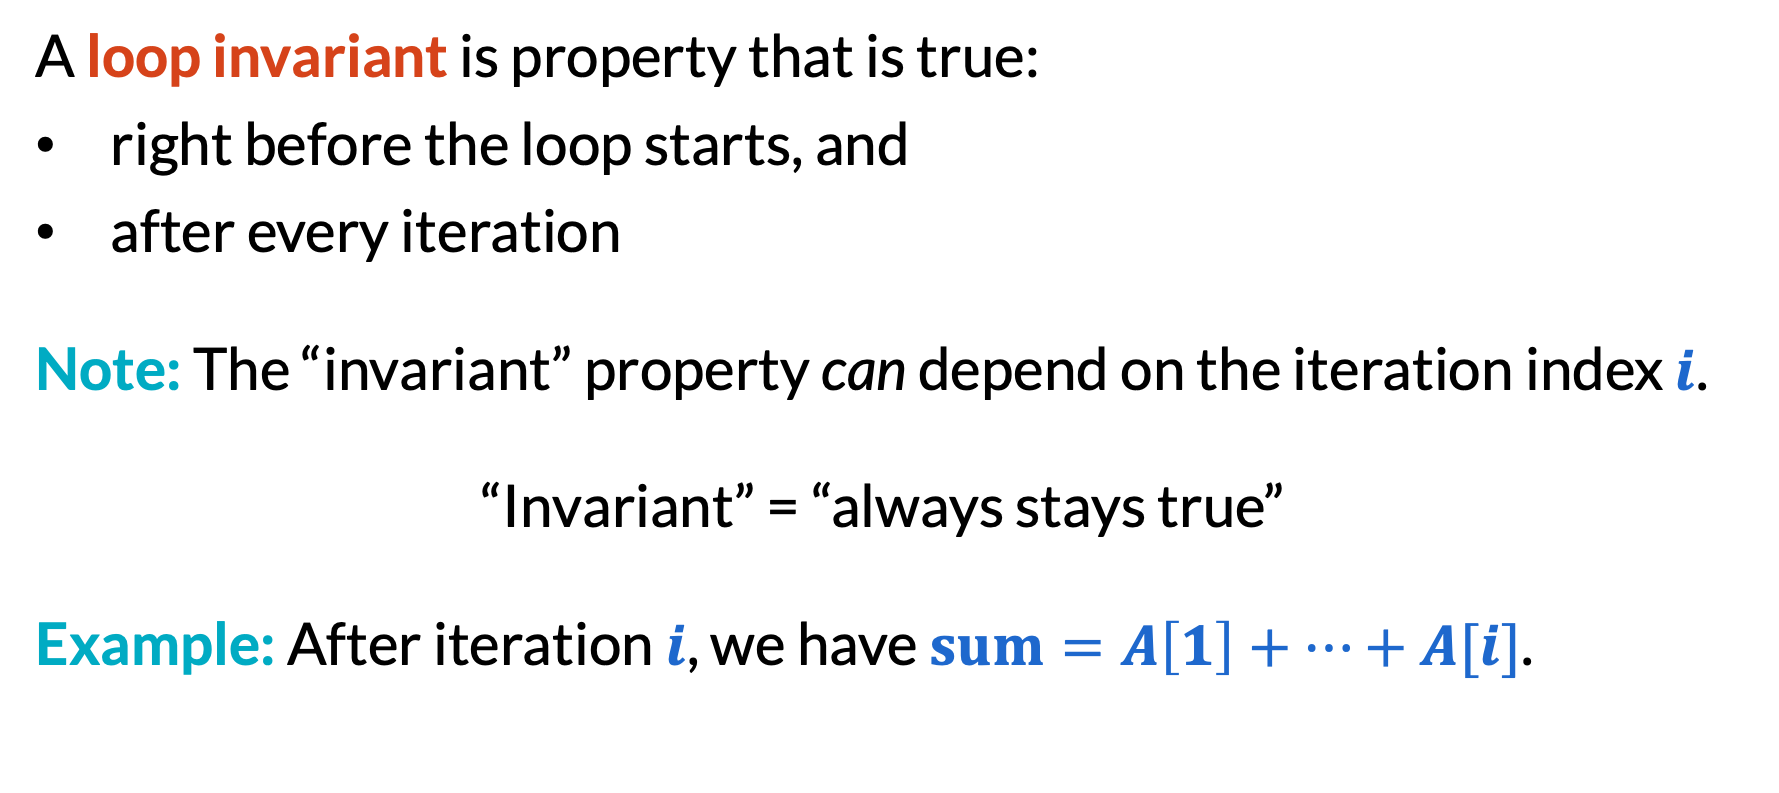 A loop invariant is property that is true:
• right before the loop starts, and
• after every iteration
Note: The “invariant” property can depend on the iteration index i.
“Invariant” = “always stays true”
Example: After iteration i, we have sum = A[1] + ⋯ + A[i].